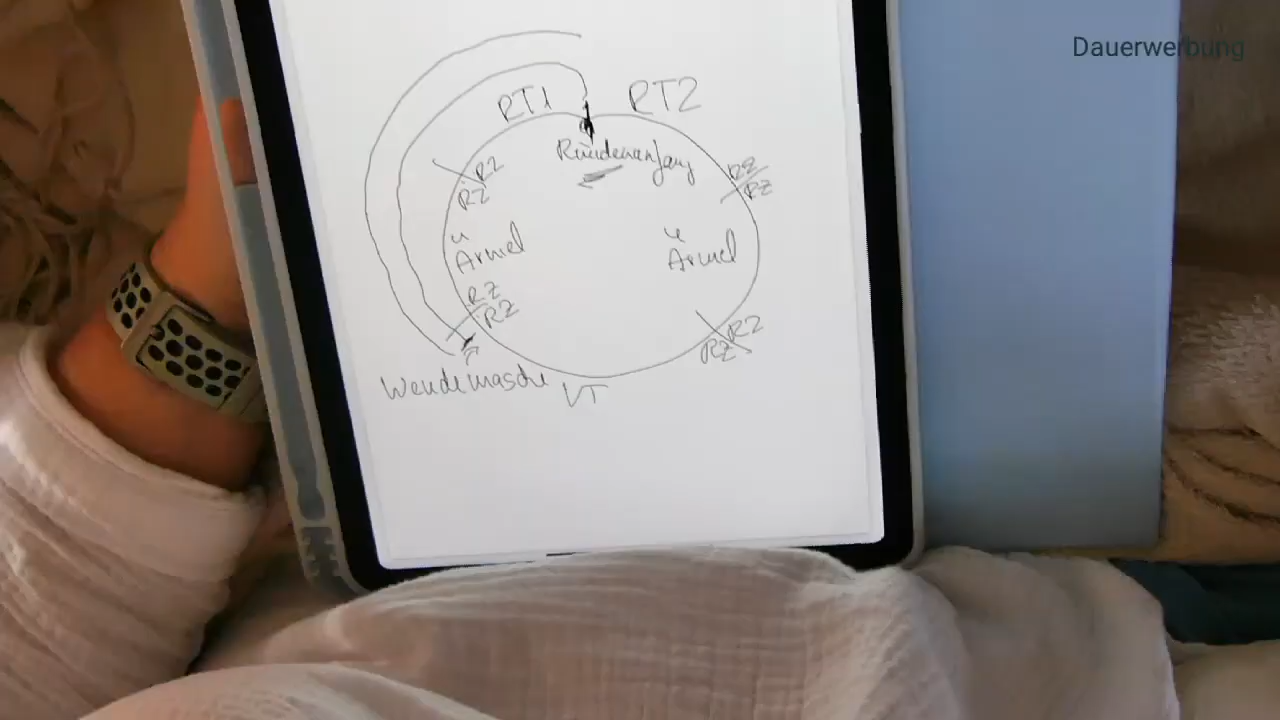 Dauerwerbung
RT1 RT2
Rundenanfang
RZ
RZ
RZ
RZ
Ärmel
Ärmel
RZ
RZ
RZ
RZ
Wendemasche
VT